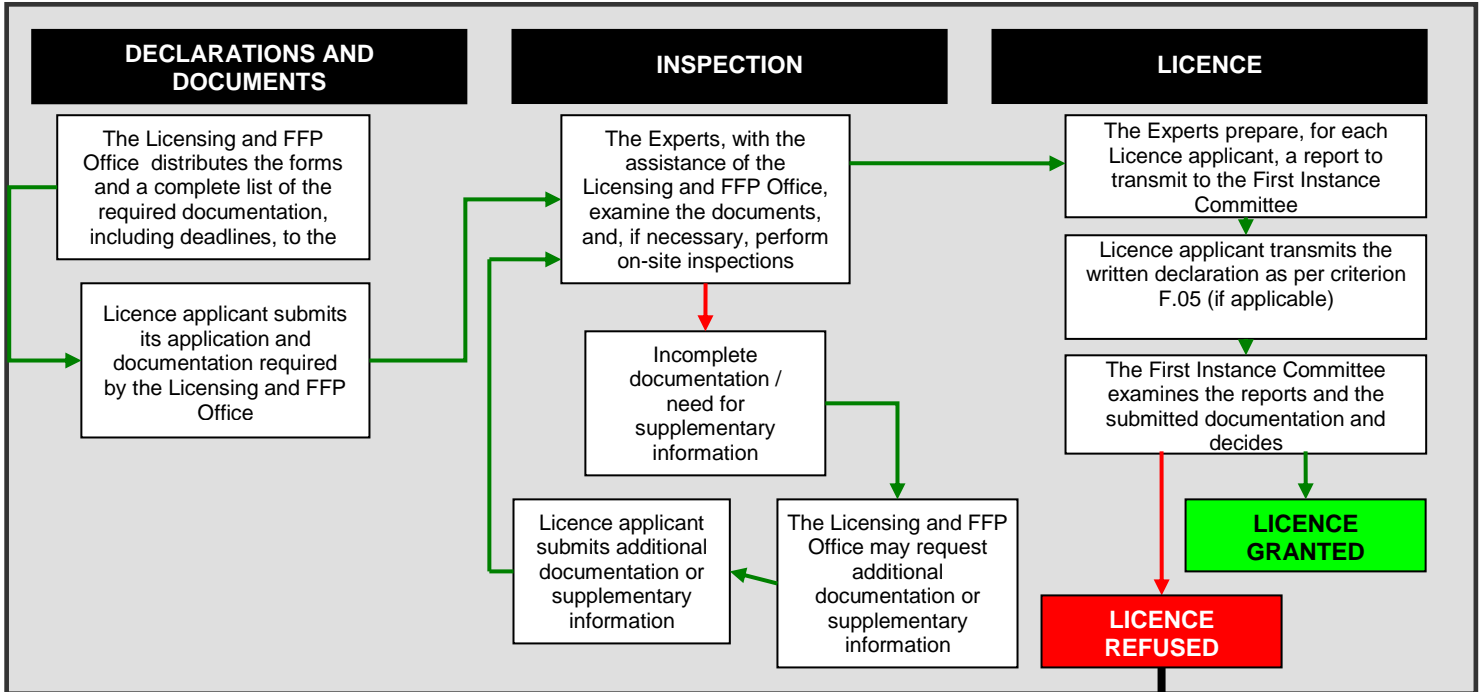 DECLARATIONS AND
DOCUMENTS
The Licensing and FFP
Office distributes the forms
and a complete list of the
required documentation,
including deadlines, to the
Licence applicant submits
its application and
documentation required
by the Licensing and FFP
Office
INSPECTION
The Experts, with the
assistance of the
Licensing and FFP Office,
examine the documents,
and, if necessary, perform
on-site inspections
Incomplete
documentation /
need for
supplementary
information
The Licensing and FFP
Office may request
additional
documentation or
supplementary
information
Licence applicant
submits additional
documentation or
supplementary
information
LICENCE
The Experts prepare, for each
Licence applicant, a report to
transmit to the First Instance
Committee
Licence applicant transmits the
written declaration as per criterion
F.05 (if applicable)
The First Instance Committee
examines the reports and the
submitted documentation and
decides
LICENCE
GRANTED
LICENCE
REFUSED